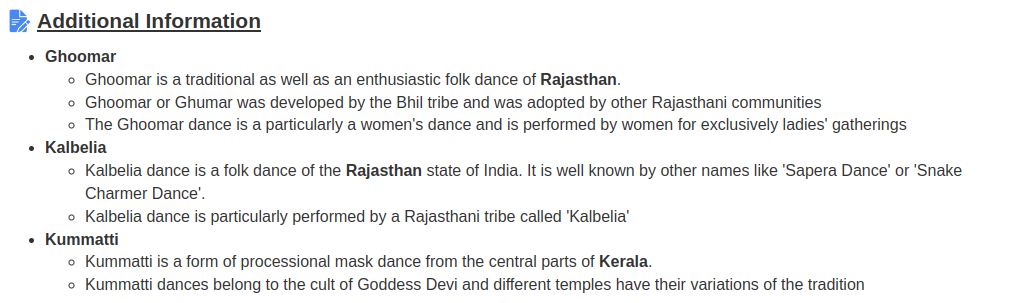 Additional Information
• Ghoomar
◦ Ghoomar is a traditional as well as an enthusiastic folk dance of Rajasthan.
◦ Ghoomar or Ghumar was developed by the Bhil tribe and was adopted by other Rajasthani communities
◦ The Ghoomar dance is a particularly a women's dance and is performed by women for exclusively ladies' gatherings
• Kalbelia
◦ Kalbelia dance is a folk dance of the Rajasthan state of India. It is well known by other names like 'Sapera Dance' or 'Snake
Charmer Dance'.
◦ Kalbelia dance is particularly performed by a Rajasthani tribe called 'Kalbelia'
• Kummatti
◦ Kummatti is a form of processional mask dance from the central parts of Kerala.
◦ Kummatti dances belong to the cult of Goddess Devi and different temples have their variations of the tradition